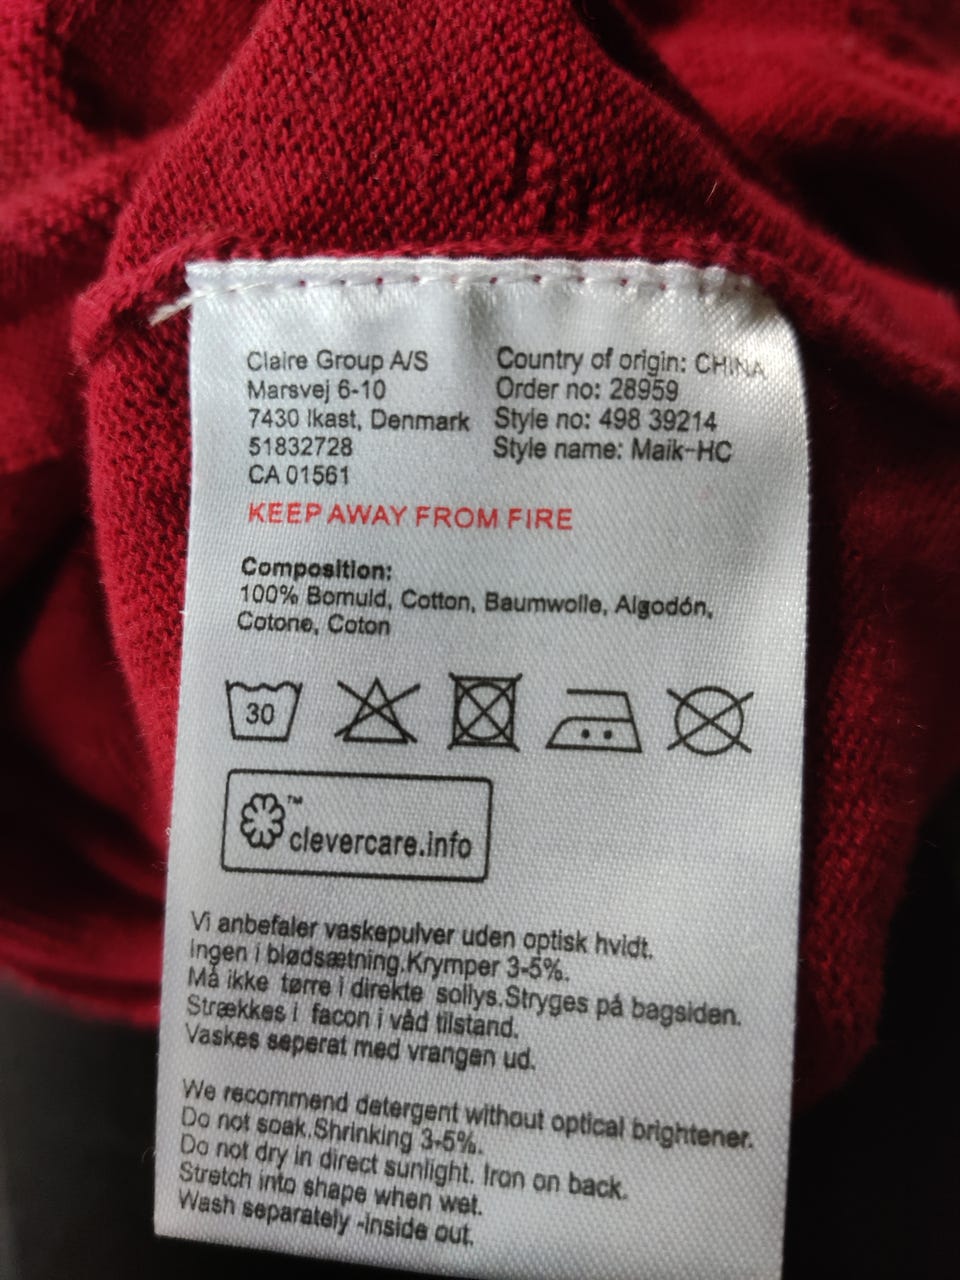 Claire Group A/S
Marsvej 6-10
7430 Ikast, Denmark
51832728
CA 01561
Country of origin: CHINA
Order no: 28959
Style no: 498 39214
Style name: Maik-HC
KEEP AWAY FROM FIRE
Composition:
100% Bomuld, Cotton, Baumwolle, Algodón,
Cotone, Coton
30
™
clevercare.info
Vi anbefaler vaskepulver uden optisk hvidt.
Ingen i blødsætning.Krymper 3-5%.
Må ikke tørre i direkte sollys.Stryges på bagsiden.
Strækkes i facon i våd tilstand.
Vaskes seperat med vrangen ud.
We recommend detergent without optical brightener.
Do not soak.Shrinking 3-5%.
Do not dry in direct sunlight. Iron on back.
Stretch into shape when wet.
Wash separately -inside out.